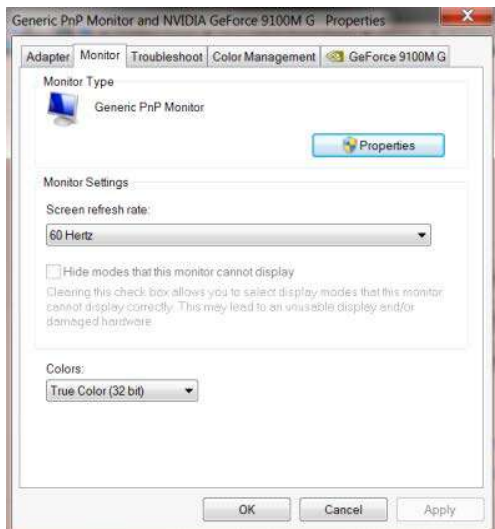 Generic PnP Monitor and NVIDIA GeForce 9100M G Properties
Adapter Monitor Troubleshoot Color Management GeForce 9100M G
Monitor Type
Generic PnP Monitor
Properties
Monitor Settings
Screen refresh rate:
60 Hertz
Hide modes that this monitor cannot display
Clearing this check box allows you to select display modes that this monitor
cannot display correctly. This may lead to an unusable display and/or
damaged hardware.
Colors:
True Color (32 bit)
OK Cancel Apply